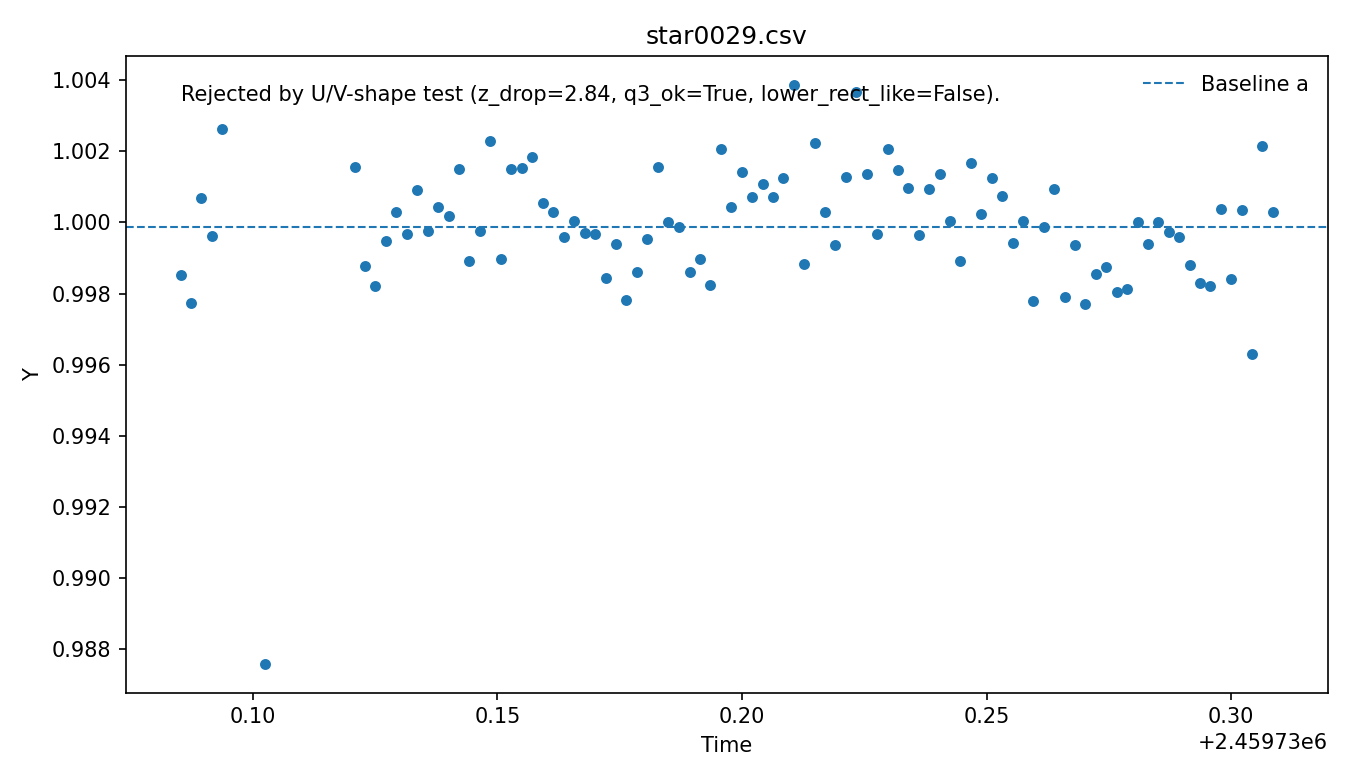 star0029.csv
Rejected by U/V-shape test (z_drop=2.84, q3_ok=True, lower_rect_like=False).
Baseline a
1.004
1.002
1.000
0.998
0.996
0.994
0.992
0.990
0.988
Y
0.10
0.15
0.20
0.25
0.30
Time
+2.45973e6